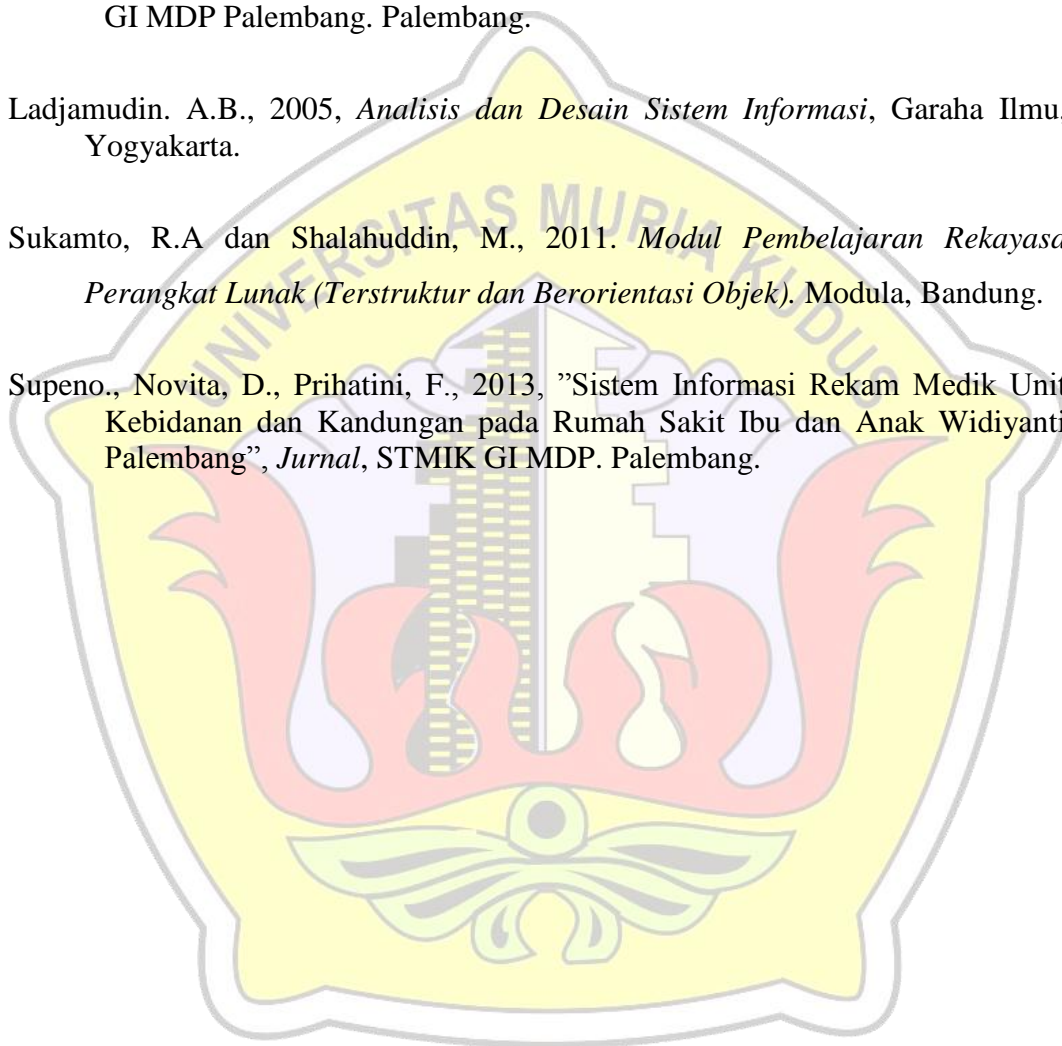 GI MDP Palembang. Palembang.
Ladjamudin. A.B., 2005, Analisis dan Desain Sistem Informasi, Garaha Ilmu,
Yogyakarta.
UNIVERSITAS MURIA KUDUS
Sukamto, R.A dan Shalahuddin, M., 2011. Modul Pembelajaran Rekayasa
Perangkat Lunak (Terstruktur dan Berorientasi Objek). Modula, Bandung.
Supeno., Novita, D., Prihatini, F., 2013, ”Sistem Informasi Rekam Medik Unit
Kebidanan dan Kandungan pada Rumah Sakit Ibu dan Anak Widiyanti
Palembang”, Jurnal, STMIK GI MDP. Palembang.